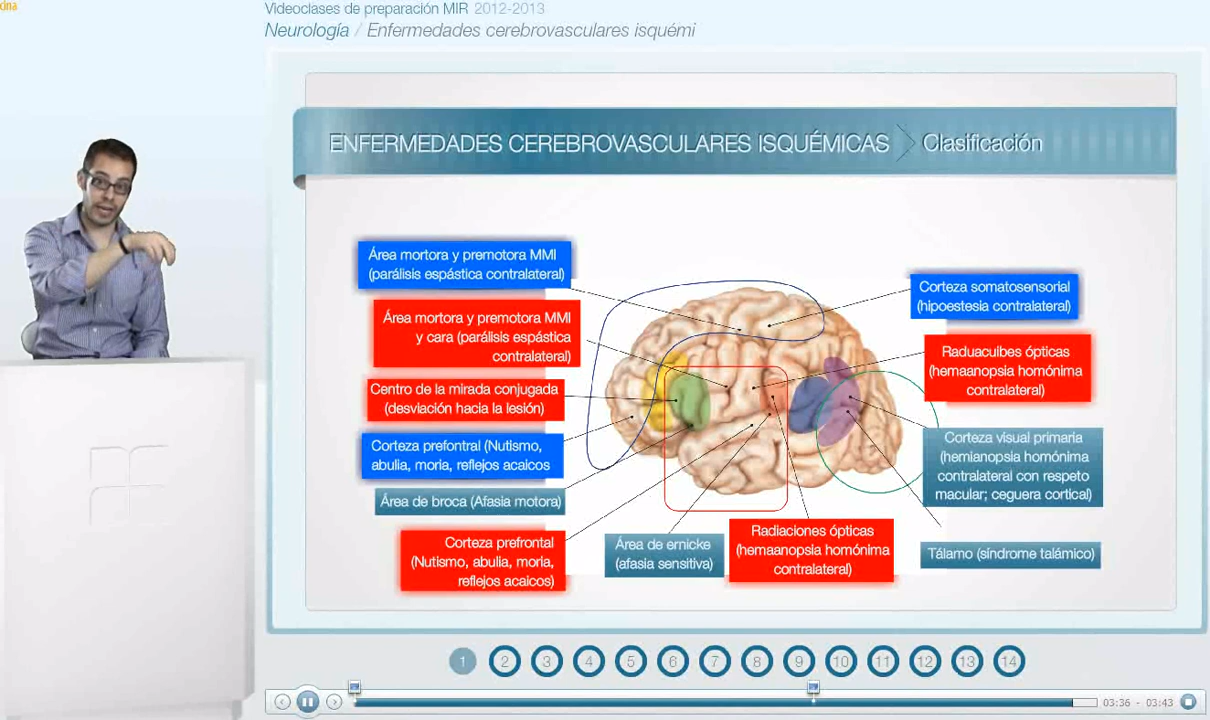 dna
Videoclases de preparación MIR 2012-2013
Neurología / Enfermedades cerebrovasculares isquémi
ENFERMEDADES CEREBROVASCULARES ISQUÉMICAS
Clasificación
Área mortora y premotora MMI
(parálisis espástica contralateral)
Área mortora y premotora MMI
y cara (parálisis espástica
contralateral)
Centro de la mirada conjugada
(desviación hacia la lesión)
Corteza prefontral (Nutismo,
abulia, moria, reflejos acaicos
Área de broca (Afasia motora)
Corteza prefrontal
(Nutismo, abulia, moria,
reflejos acaicos)
Área de ernicke
(afasia sensitiva)
Radiaciones ópticas
(hemaanopsia homónima
contralateral)
Corteza somatosensorial
(hipoestesia contralateral)
Raduacuibes ópticas
(hemaanopsia homónima
contralateral)
Corteza visual primaria
(hemianopsia homónima
contralateral con respeto
macular; ceguera cortical)
Tálamo (síndrome talámico)
1 2 3 4 5 6 7 8 9 10 11 12 13 14
03:36 - 03:43